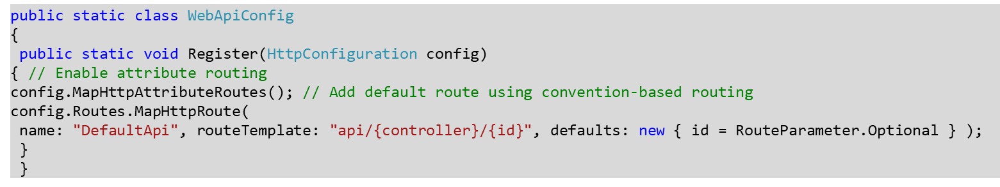 public static class WebApiConfig
{
public static void Register(HttpConfiguration config)
{ // Enable attribute routing
config.MapHttpAttributeRoutes(); // Add default route using convention-based routing
config.Routes.MapHttpRoute(
name: "DefaultApi", routeTemplate: "api/{controller}/{id}", defaults: new { id = RouteParameter.Optional } );
}
}